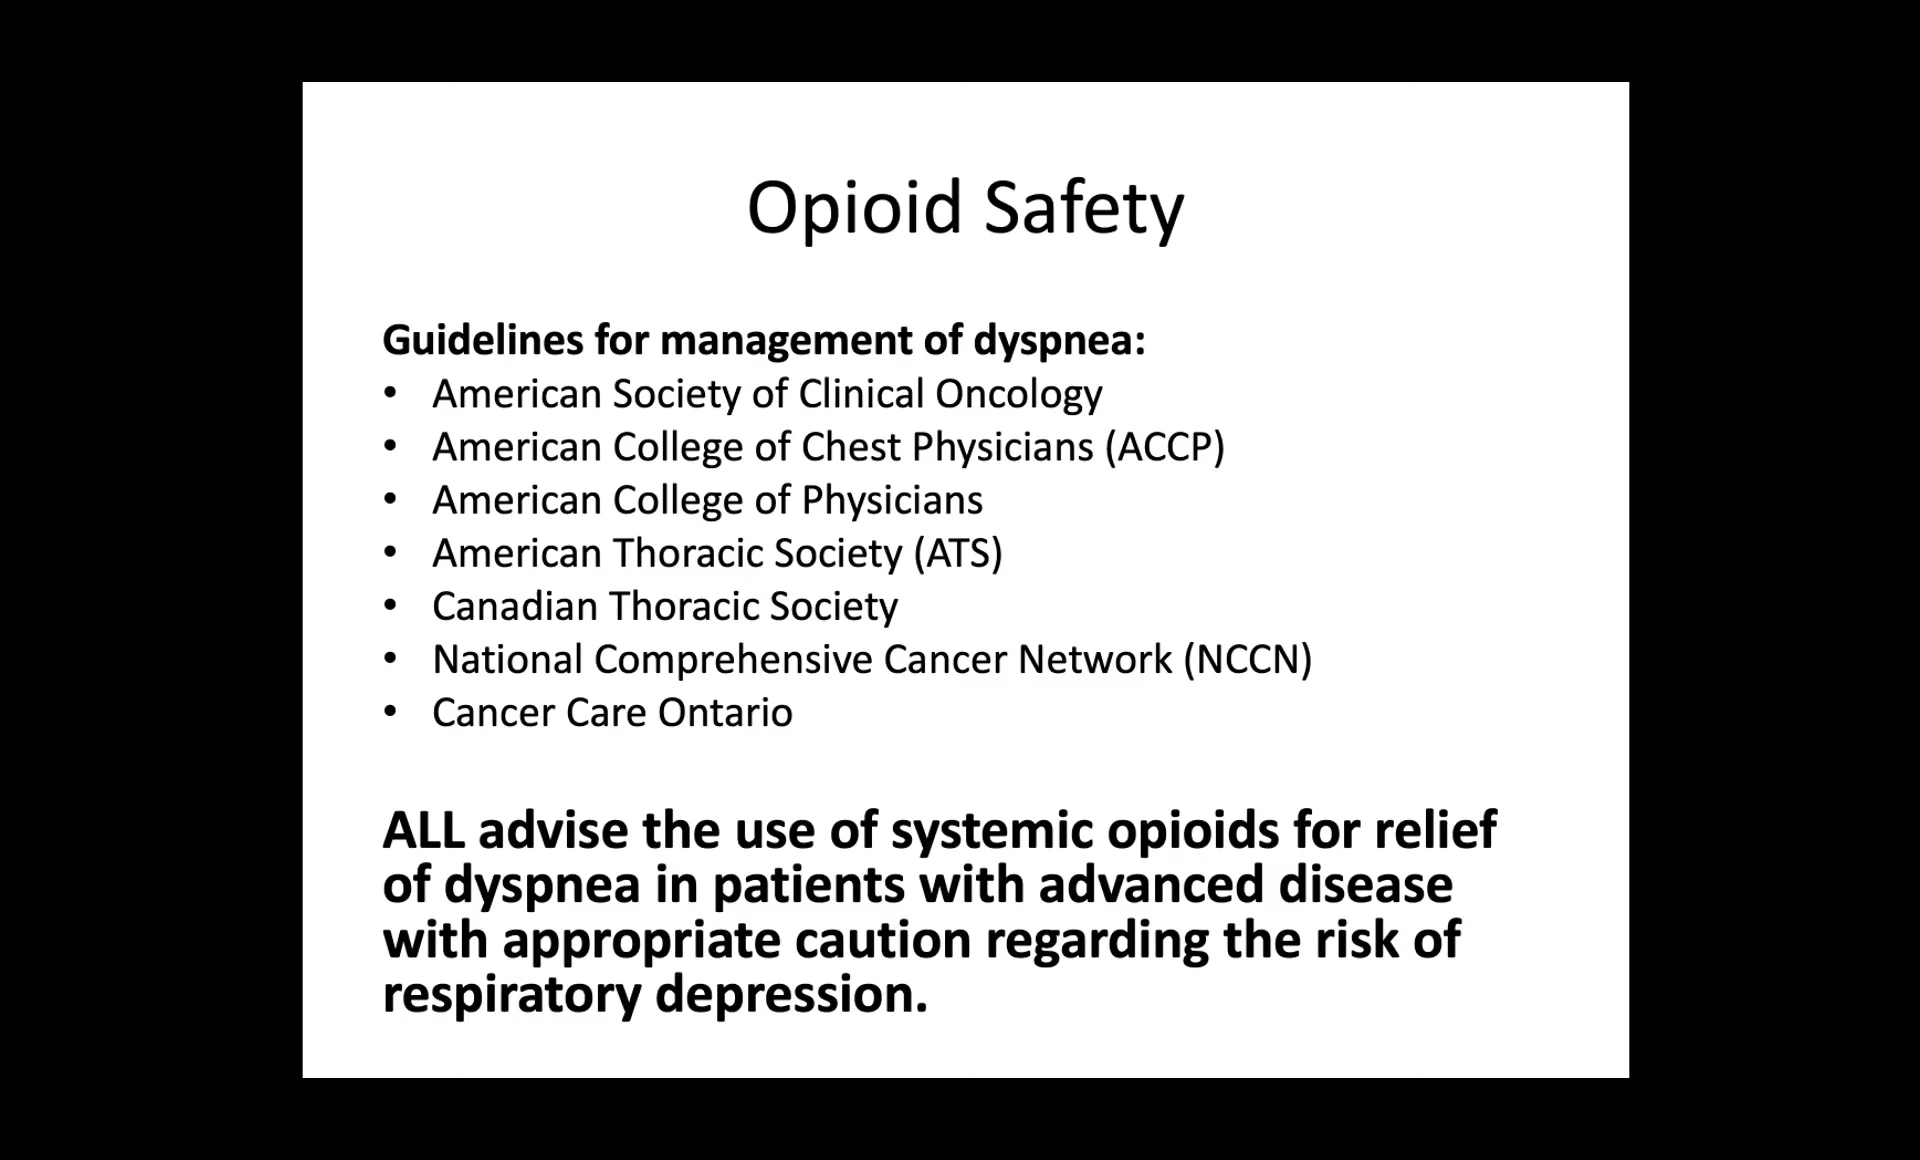 Opioid Safety
Guidelines for management of dyspnea:
• American Society of Clinical Oncology
• American College of Chest Physicians (ACCP)
• American College of Physicians
• American Thoracic Society (ATS)
• Canadian Thoracic Society
• National Comprehensive Cancer Network (NCCN)
• Cancer Care Ontario
ALL advise the use of systemic opioids for relief
of dyspnea in patients with advanced disease
with appropriate caution regarding the risk of
respiratory depression.